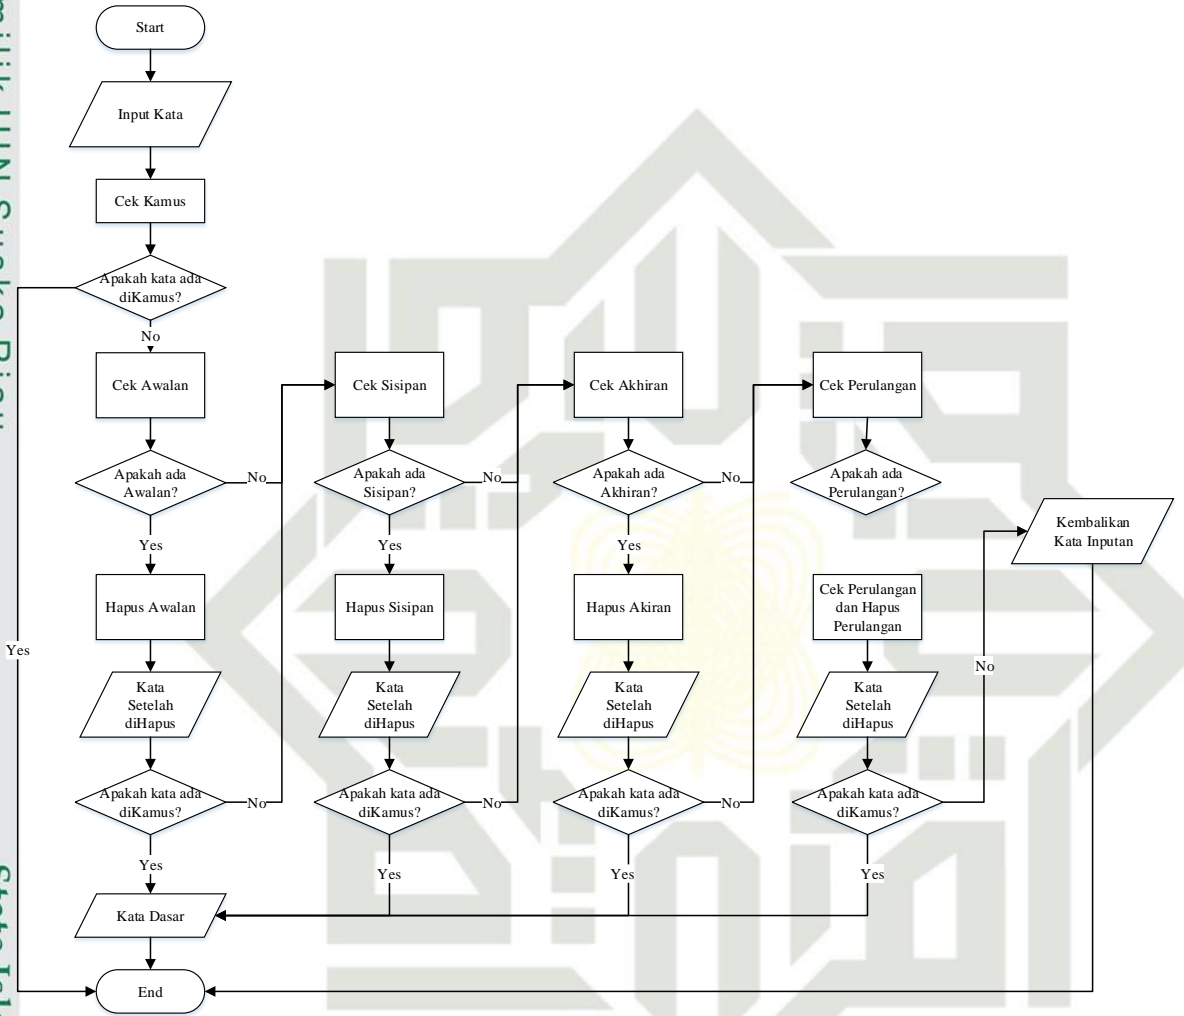 Start
Input Kata
Cek Kamus
Apakah kata ada
diKamus?
No
Cek Awalan
Apakah ada
Awalan?
No
Yes
Hapus Awalan
Kata
Setelah
diHapus
Apakah kata ada
diKamus?
No
Yes
Kata Dasar
End
Yes
Cek Sisipan
Apakah ada
Sisipan?
No
Yes
Hapus Sisipan
Kata
Setelah
diHapus
Apakah kata ada
diKamus?
No
Yes
Cek Akhiran
Apakah ada
Akhiran?
No
Yes
Hapus Akiran
Kata
Setelah
diHapus
Apakah kata ada
diKamus?
No
Yes
Cek Perulangan
Apakah ada
Perulangan?
Cek Perulangan
dan Hapus
Perulangan
Kata
Setelah
diHapus
Apakah kata ada
diKamus?
No
Yes
Kembalikan
Kata Inputan
milik UIN Suska Riau